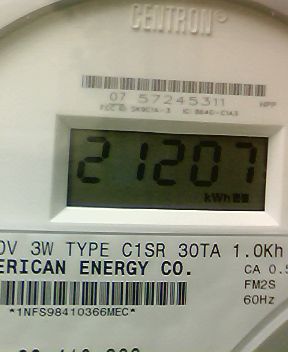 CENTRON®
07 57245311 HPP
21207
kWh
0V 3W TYPE C1SR 30TA 1.0Kh
ERICAN ENERGY CO.
CA 0.5
FM2S
60Hz
*1NFS98410366MEC*